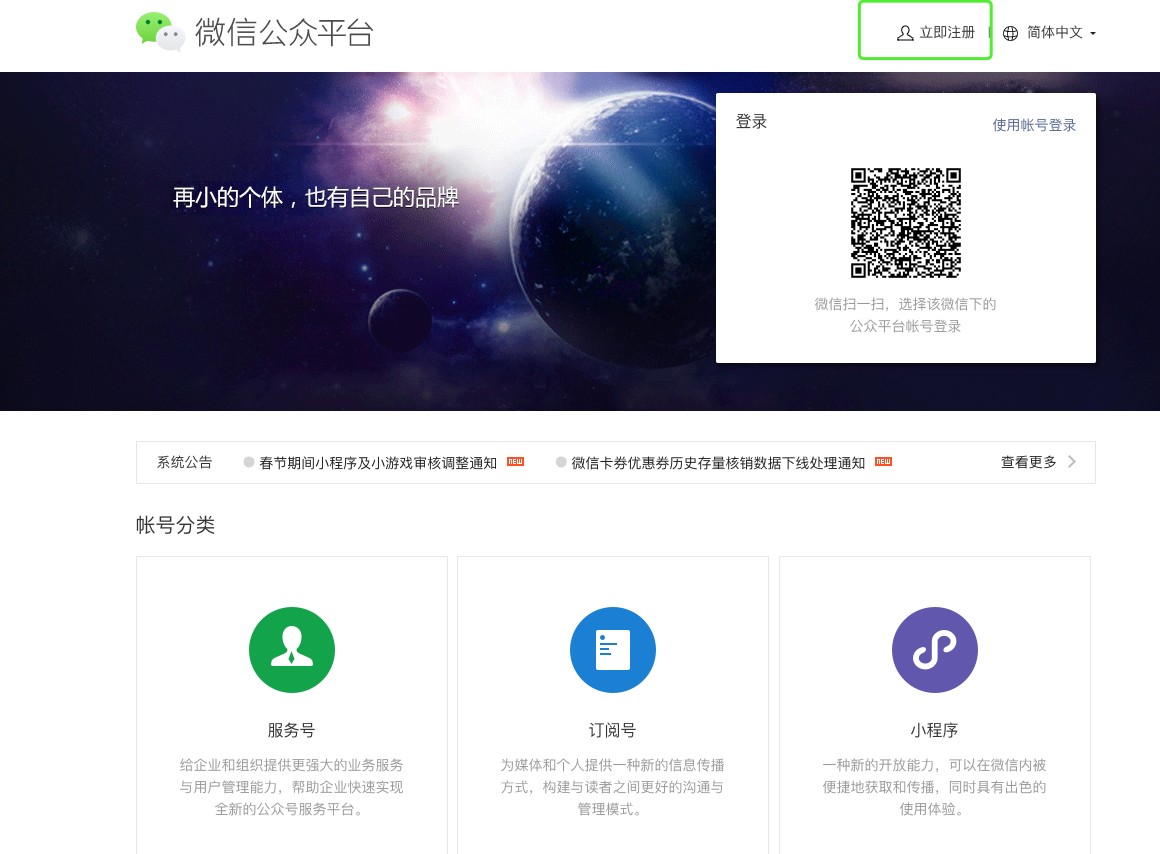 微信公众平台
立即注册
简体中文
登录
使用帐号登录
再小的个体，也有自己的品牌
微信扫一扫，选择该微信下的
公众平台帐号登录
系统公告
春节期间小程序及小游戏审核调整通知 NEW
微信卡券优惠券历史存量核销数据下线处理通知 NEW
查看更多
帐号分类
服务号
给企业和组织提供更强大的业务服务
与用户管理能力，帮助企业快速实现
全新的公众号服务平台。
订阅号
为媒体和个人提供一种新的信息传播
方式，构建与读者之间更好的沟通与
管理模式。
小程序
一种新的开放能力，可以在微信内被
便捷地获取和传播，同时具有出色的
使用体验。